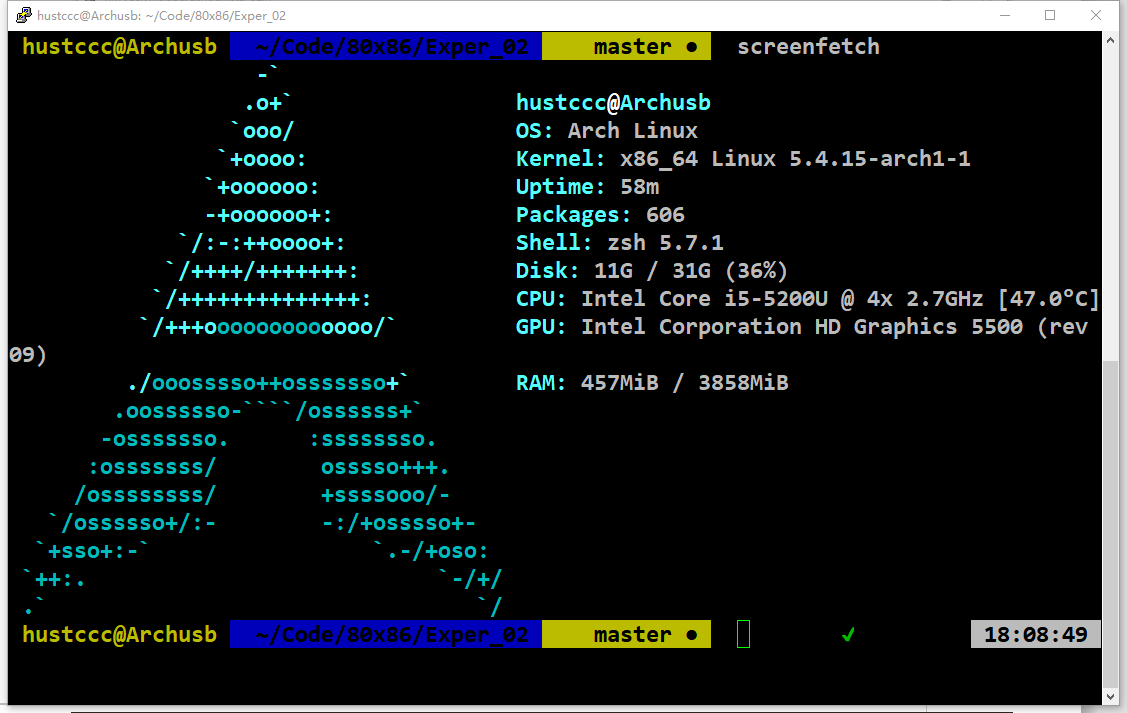 hustccc@Archusb: ~/Code/80x86/Exper_02
hustccc@Archusb ~/Code/80x86/Exper_02 master ● screenfetch
-`
.o+` hustccc@Archusb
`ooo/ OS: Arch Linux
`+oooo: Kernel: x86_64 Linux 5.4.15-arch1-1
`+oooooo: Uptime: 58m
-+oooooo+: Packages: 606
`/:-:++oooo+: Shell: zsh 5.7.1
`/++++/+++++++: Disk: 11G / 31G (36%)
`/++++++++++++++: CPU: Intel Core i5-5200U @ 4x 2.7GHz [47.0°C]
`/+++ooooooooooooo/` GPU: Intel Corporation HD Graphics 5500 (rev
09)
./ooosssso++osssssso+` RAM: 457MiB / 3858MiB
.oossssso-````/ossssss+`
-osssssso. :ssssssso.
:osssssss/ osssso+++.
/ossssssss/ +ssssooo/-
`/ossssso+/:- -:/+osssso+-
`+sso+:-` `.-/+oso:
`++:. `-/+/
.` `/
hustccc@Archusb ~/Code/80x86/Exper_02 master ● ✔ 18:08:49